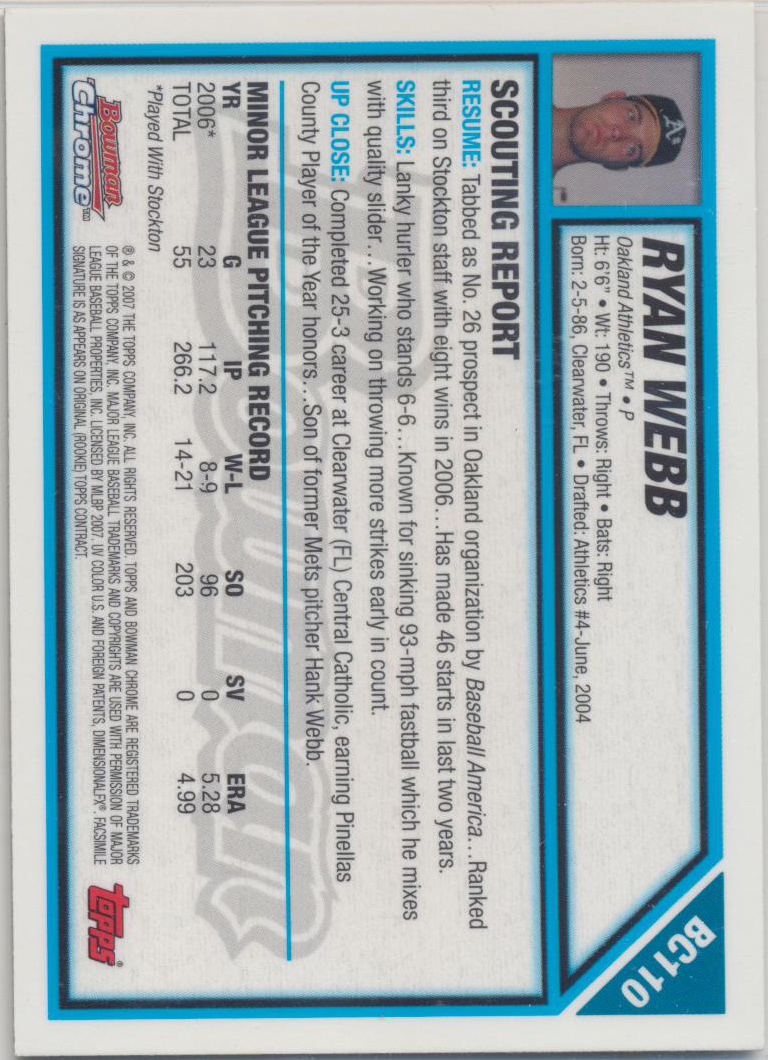 BC110
A's
RYAN WEBB
Oakland Athletics™ • P
Ht: 6'6" • Wt: 190 • Throws: Right • Bats: Right
Born: 2-5-86, Clearwater, FL • Drafted: Athletics #4-June, 2004
SCOUTING REPORT
RESUME: Tabbed as No. 26 prospect in Oakland organization by Baseball America...Ranked
third on Stockton staff with eight wins in 2006...Has made 46 starts in last two years.
SKILLS: Lanky hurler who stands 6-6...Known for sinking 93-mph fastball which he mixes
with quality slider...Working on throwing more strikes early in count.
UP CLOSE: Completed 25-3 career at Clearwater (FL) Central Catholic, earning Pinellas
County Player of the Year honors...Son of former Mets pitcher Hank Webb.
Bowman
MINOR LEAGUE PITCHING RECORD
YR G IP W-L SO SV ERA
2006* 23 117.2 8-9 96 0 5.28
TOTAL 55 266.2 14-21 203 0 4.99
*Played With Stockton
Bowman
Chrome™
® & © 2007 THE TOPPS COMPANY, INC. ALL RIGHTS RESERVED. TOPPS AND BOWMAN CHROME ARE REGISTERED TRADEMARKS
OF THE TOPPS COMPANY, INC. MAJOR LEAGUE BASEBALL TRADEMARKS AND COPYRIGHTS ARE USED WITH PERMISSION OF MAJOR
LEAGUE BASEBALL PROPERTIES, INC. LICENSED BY MLBP 2007. UV COLOR U.S. AND FOREIGN PATENTS, DIMENSIONALFX®. FACSIMILE
SIGNATURE IS AS APPEARS ON ORIGINAL (ROOKIE) TOPPS CONTRACT.
topps®